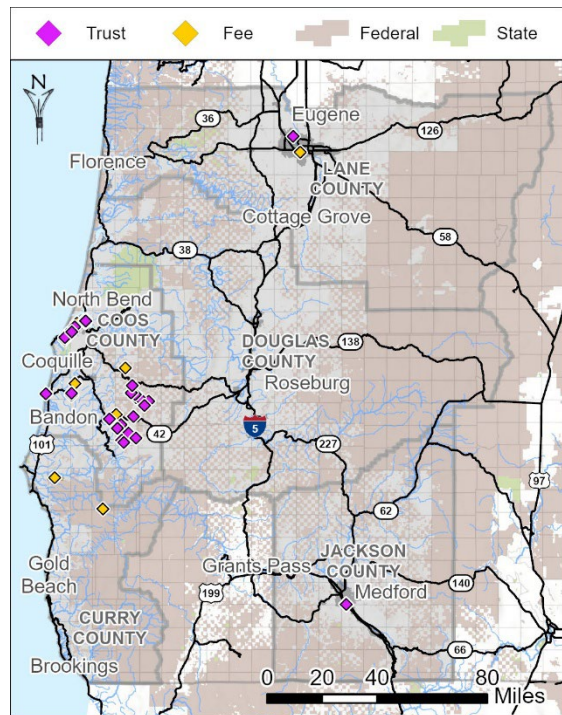 Trust Fee Federal State
N
Eugene
36
126
Florence
LANE
COUNTY
Cottage Grove
58
38
North Bend
COOS
COUNTY
DOUGLAS
COUNTY
138
Coquille
Roseburg
Bandon
42
5
101
227
97
62
Gold
Beach
Grants Pass
JACKSON
COUNTY
140
199
Medford
CURRY
COUNTY
66
Brookings
0 20 40 80
Miles